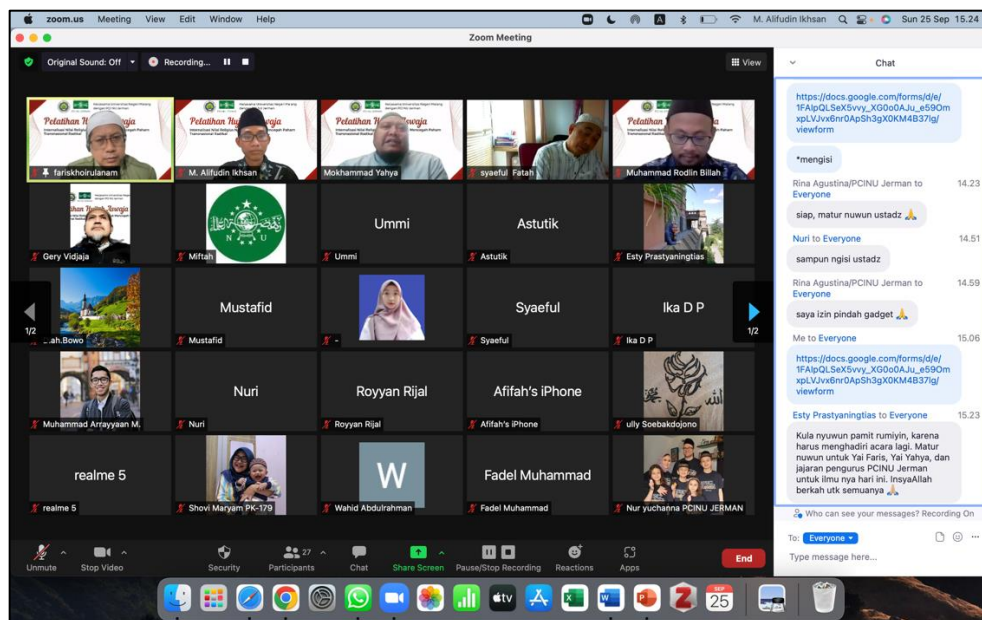 zoom.us Meeting View Edit Window Help
M. Alifudin Ikhsan Sun 25 Sep 15.24
Zoom Meeting
Original Sound: Off Recording... View
Pelatihan
Pelatihan
Pelatihan
Pelatihan
fariskhoirulanam
M. Alifudin Ikhsan
Mokhammad Yahya
syaeful Fatah
Muhammad Rodlin Billah
Gery Vidjaja
Miftah
Ummi
Ummi
Astutik
Astutik
Esty Prastyaningtias
1/2
Mustafid
Mustafid
-
Syaeful
Syaeful
Ika D P
Ika D P
1/2
Muhammad Arrayyaan M.
Nuri
Nuri
Royyan Rijal
Royyan Rijal
Afifah's iPhone
Afifah's iPhone
الله
ully Soebakdojono
realme 5
realme 5
Shovi Maryam PK-179
W
Wahid Abdulrahman
Fadel Muhammad
Fadel Muhammad
Nur yuchanna PCINU JERMAN
Unmute
Stop Video
Security
27
Participants
Chat
Share Screen
Pause/Stop Recording
Reactions
Apps
End
Chat
https://docs.google.com/forms/d/e/
1FAIpQLSeX5vvy_XG0o0AJu_e59Om
xpLVJvx6nr0ApSh3gX0KM4B37Ig/
viewform
*mengisi
Rina Agustina/PCINU Jerman to 14.23
Everyone
siap, matur nuwun ustadz 🙏
Nuri to Everyone 14.51
sampun ngisi ustadz
Rina Agustina/PCINU Jerman to 14.59
Everyone
saya izin pindah gadget 🙏
Me to Everyone 15.06
https://docs.google.com/forms/d/e/
1FAIpQLSeX5vvy_XG0o0AJu_e59Om
xpLVJvx6nr0ApSh3gX0KM4B37Ig/
viewform
Esty Prastyaningtias to Everyone 15.23
Kula nyuwun pamit rumiyin, karena
harus menghadiri acara lagi. Matur
nuwun untuk Yai Faris, Yai Yahya, dan
jajaran pengurus PCINU Jerman
untuk ilmu nya hari ini. InsyaAllah
berkah utk semuanya 🙏
Who can see your messages? Recording On
To: Everyone
Type message here...
tv
SEP
25